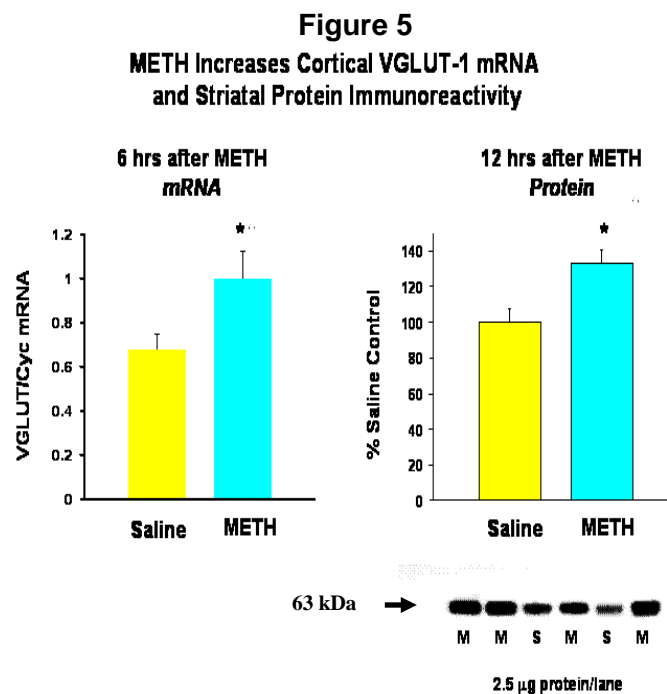 Figure 5
METH Increases Cortical VGLUT-1 mRNA
and Striatal Protein Immunoreactivity
6 hrs after METH
mRNA
VGLUT/Cyc mRNA
1.2
1
0.8
0.6
0.4
0.2
0
*
Saline METH
12 hrs after METH
Protein
% Saline Control
140
120
100
80
60
40
20
0
*
Saline METH
63 kDa
M M S M S M
2.5 µg protein/lane